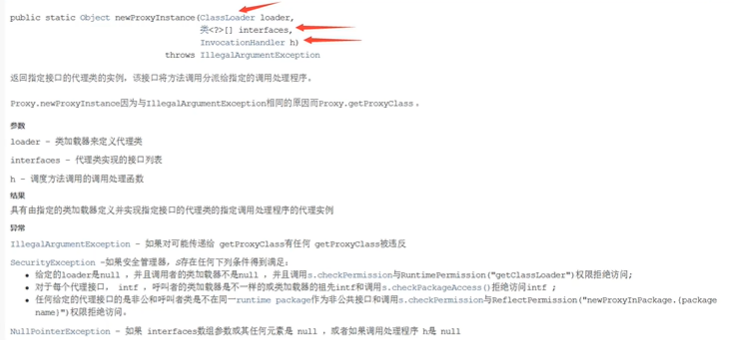 public static Object newProxyInstance(ClassLoader loader,
类<?>[] interfaces,
InvocationHandler h)
throws IllegalArgumentException
返回指定接口的代理类的实例，该接口将方法调用分派给指定的调用处理程序。
Proxy.newProxyInstance因为与IllegalArgumentException相同的原因而Proxy.getProxyClass 。
参数
loader - 类加载器来定义代理类
interfaces - 代理类实现的接口列表
h - 调度方法调用的调用处理函数
结果
具有由指定的类加载器定义并实现指定接口的代理类的指定调用处理程序的代理实例
异常
IllegalArgumentException - 如果对可能传递给 getProxyClass有任何 getProxyClass被违反
SecurityException -如果安全管理器，S存在任何下列条件得到满足：
• 给定的loader是null ，并且调用者的类加载器不是null ，并且调用s.checkPermission与RuntimePermission("getClassLoader")权限拒绝访问;
• 对于每个代理接口， intf ，呼叫者的类加载器是不一样的或类加载器的祖先intf和调用s.checkPackageAccess()拒绝访问intf ;
• 任何给定的代理接口的是非公和呼叫者类是不在同一runtime package作为非公共接口和调用s.checkPermission与ReflectPermission("newProxyInPackage.{package
name}")权限拒绝访问。
NullPointerException - 如果 interfaces数组参数或其任何元素是 null ，或者如果调用处理程序 h是 null